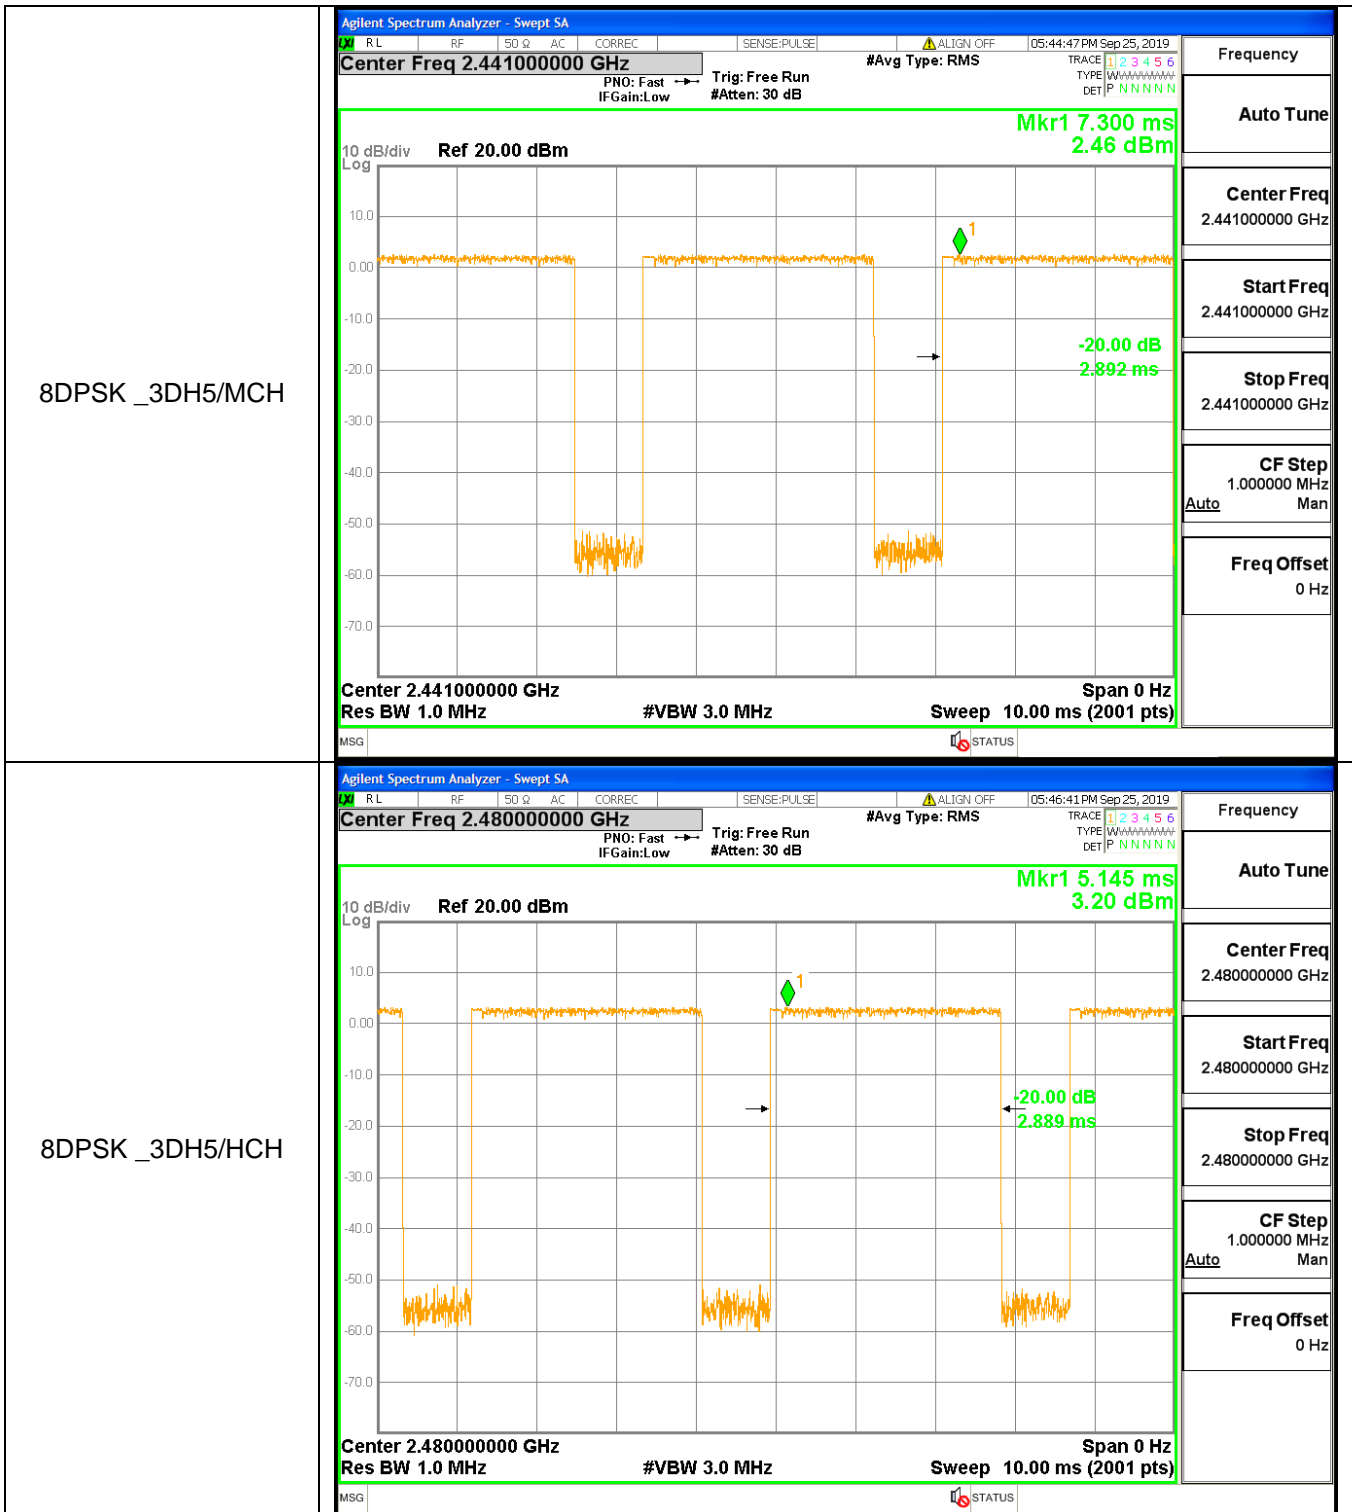 8DPSK _3DH5/MCH
Agilent Spectrum Analyzer - Swept SA
LXI RL RF 50 Ω AC CORREC SENSE:PULSE ALIGN OFF 05:44:47 PM Sep 25, 2019
Center Freq 2.441000000 GHz
#Avg Type: RMS
TRACE 1 2 3 4 5 6
PNO: Fast
Trig: Free Run
TYPE
IFGain:Low
#Atten: 30 dB
DET P N N N N N
Mkr1 7.300 ms
2.46 dBm
10 dB/div Ref 20.00 dBm
Log
10.0
1
0.00
-10.0
-20.00 dB
-20.0
2.892 ms
-30.0
-40.0
-50.0
-60.0
-70.0
Center 2.441000000 GHz Span 0 Hz
Res BW 1.0 MHz #VBW 3.0 MHz Sweep 10.00 ms (2001 pts)
MSG STATUS
Frequency
Auto Tune
Center Freq
2.441000000 GHz
Start Freq
2.441000000 GHz
Stop Freq
2.441000000 GHz
CF Step
1.000000 MHz
Auto Man
Freq Offset
0 Hz
8DPSK _3DH5/HCH
Agilent Spectrum Analyzer - Swept SA
LXI RL RF 50 Ω AC CORREC SENSE:PULSE ALIGN OFF 05:46:41 PM Sep 25, 2019
Center Freq 2.480000000 GHz
#Avg Type: RMS
TRACE 1 2 3 4 5 6
PNO: Fast
Trig: Free Run
TYPE
IFGain:Low
#Atten: 30 dB
DET P N N N N N
Mkr1 5.145 ms
3.20 dBm
10 dB/div Ref 20.00 dBm
Log
10.0
1
0.00
-10.0
-20.00 dB
-20.0
2.889 ms
-30.0
-40.0
-50.0
-60.0
-70.0
Center 2.480000000 GHz Span 0 Hz
Res BW 1.0 MHz #VBW 3.0 MHz Sweep 10.00 ms (2001 pts)
MSG STATUS
Frequency
Auto Tune
Center Freq
2.480000000 GHz
Start Freq
2.480000000 GHz
Stop Freq
2.480000000 GHz
CF Step
1.000000 MHz
Auto Man
Freq Offset
0 Hz